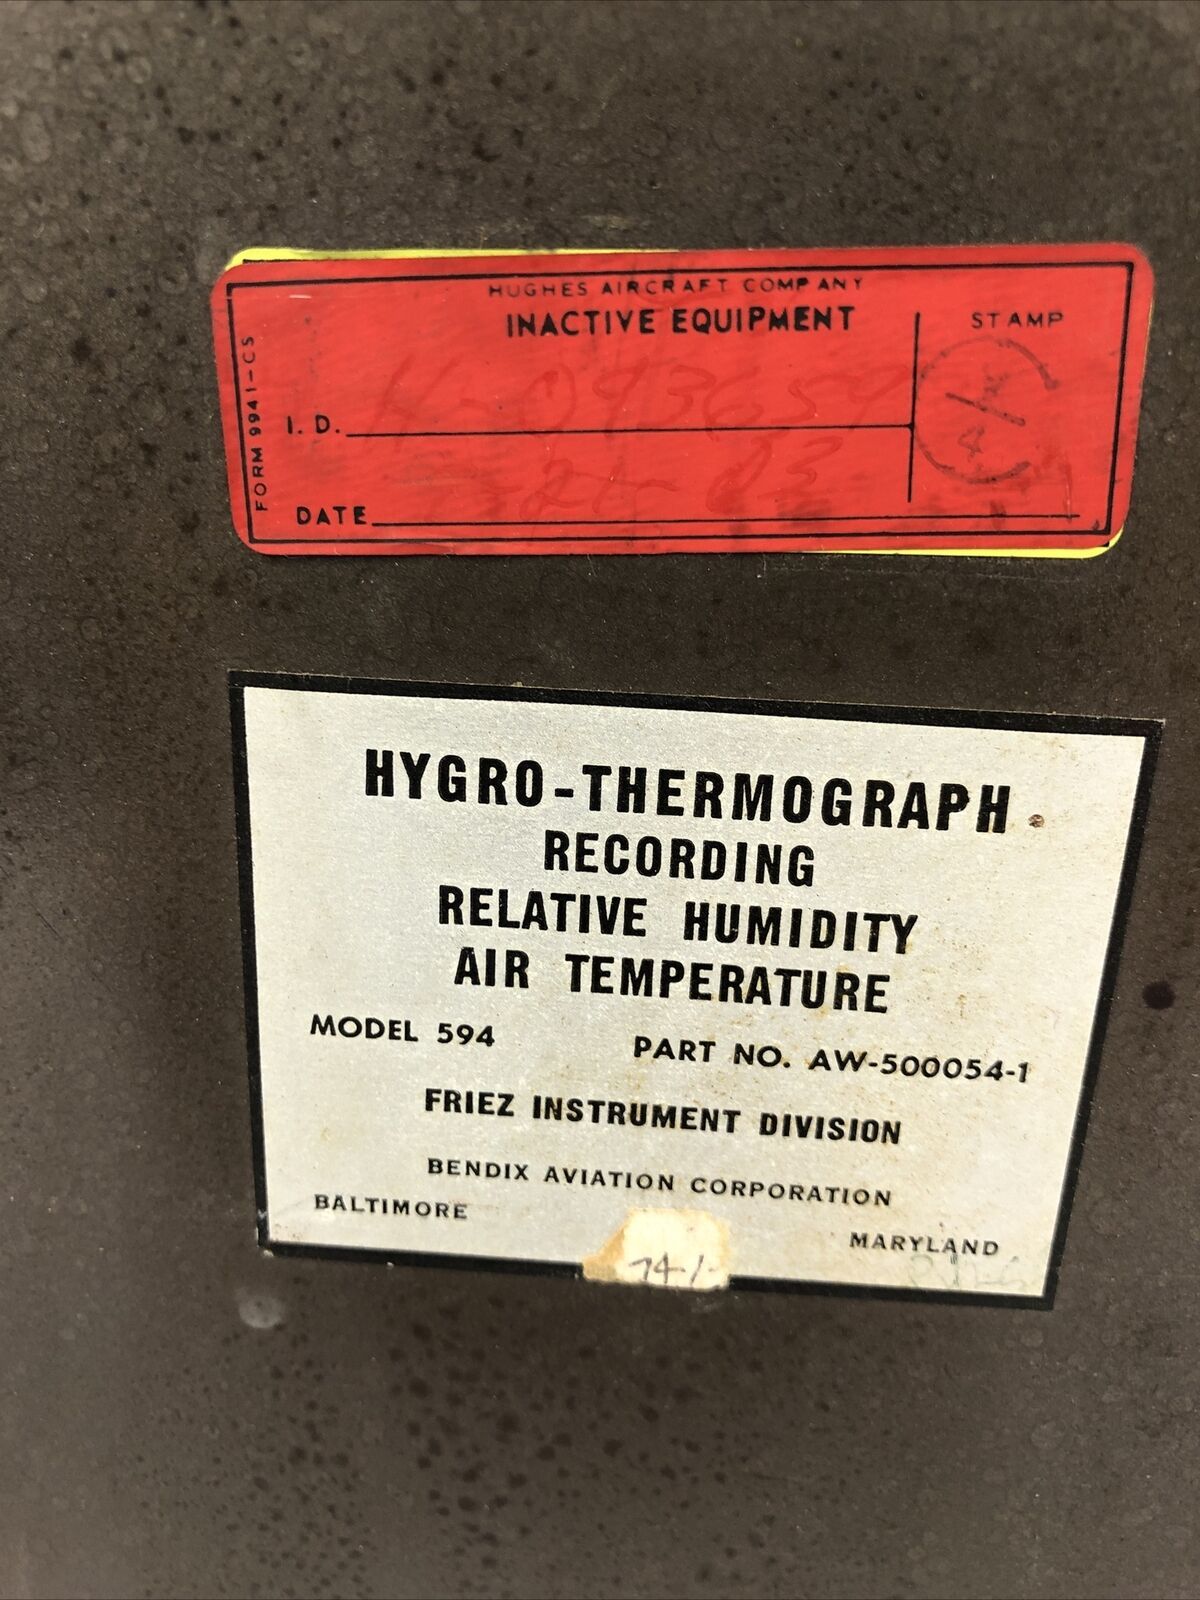 HUGHES AIRCRAFT COMPANY
INACTIVE EQUIPMENT
STAMP
FORM 9941-CS
I. D.
DATE
HYGRO-THERMOGRAPH
RECORDING
RELATIVE HUMIDITY
AIR TEMPERATURE
MODEL 594 PART NO. AW-500054-1
FRIEZ INSTRUMENT DIVISION
BENDIX AVIATION CORPORATION
BALTIMORE MARYLAND